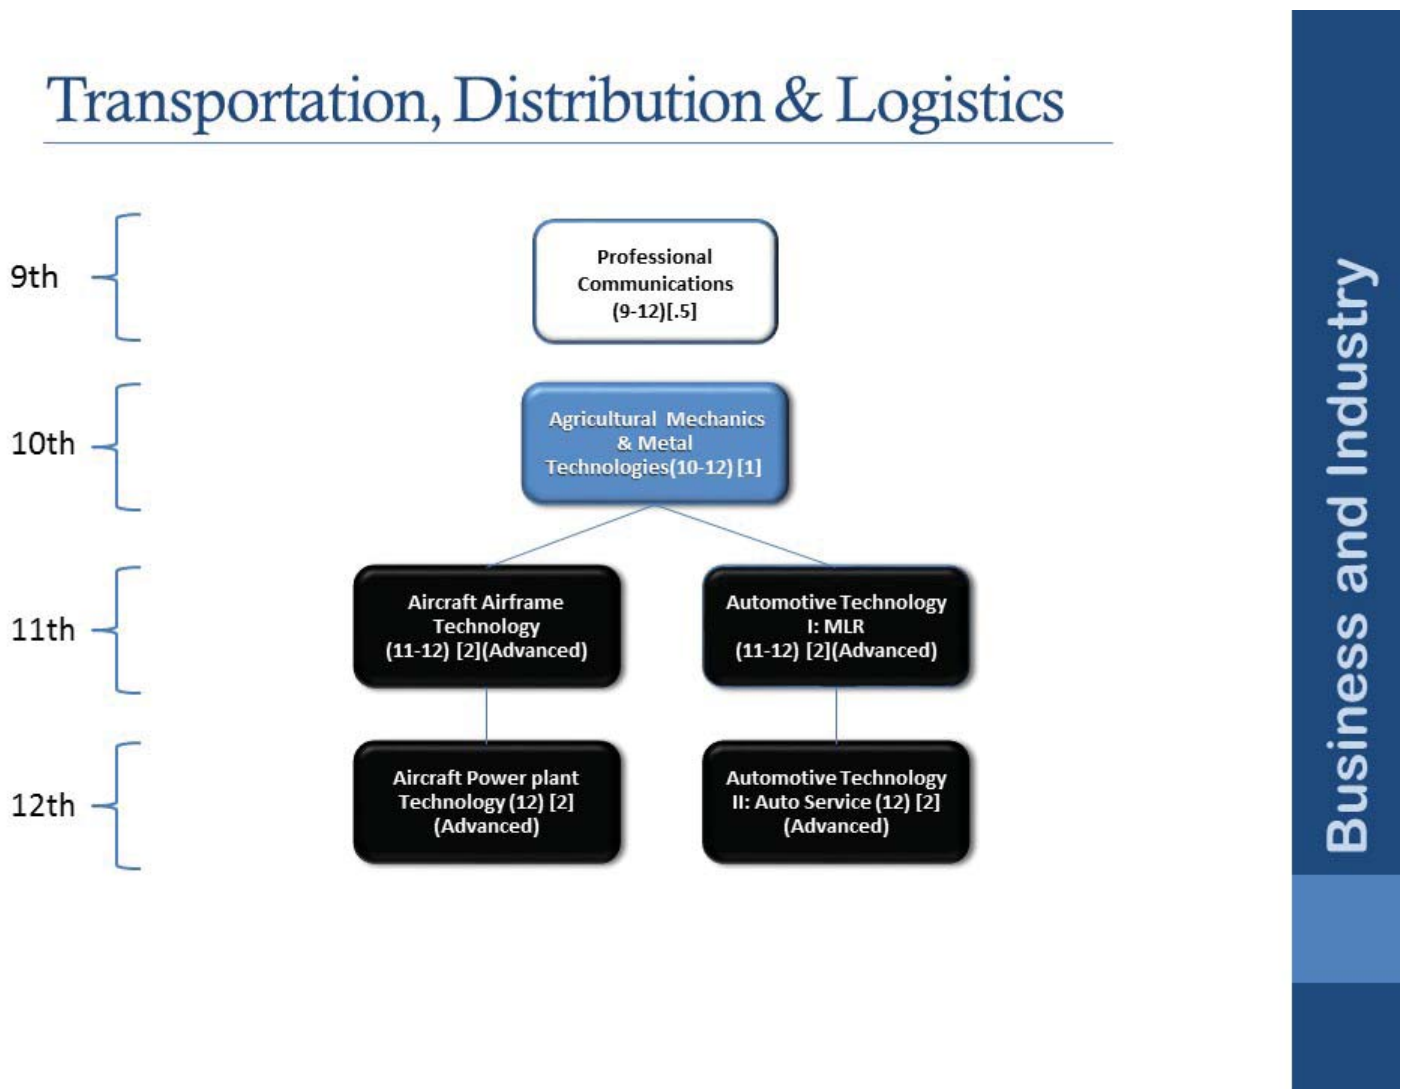 Transportation, Distribution & Logistics
9th
Professional
Communications
(9-12)[.5]
10th
Agricultural Mechanics
& Metal
Technologies(10-12) [1]
11th
Aircraft Airframe
Technology
(11-12) [2](Advanced)
Automotive Technology
I: MLR
(11-12) [2](Advanced)
12th
Aircraft Power plant
Technology (12) [2]
(Advanced)
Automotive Technology
II: Auto Service (12) [2]
(Advanced)
Business and Industry